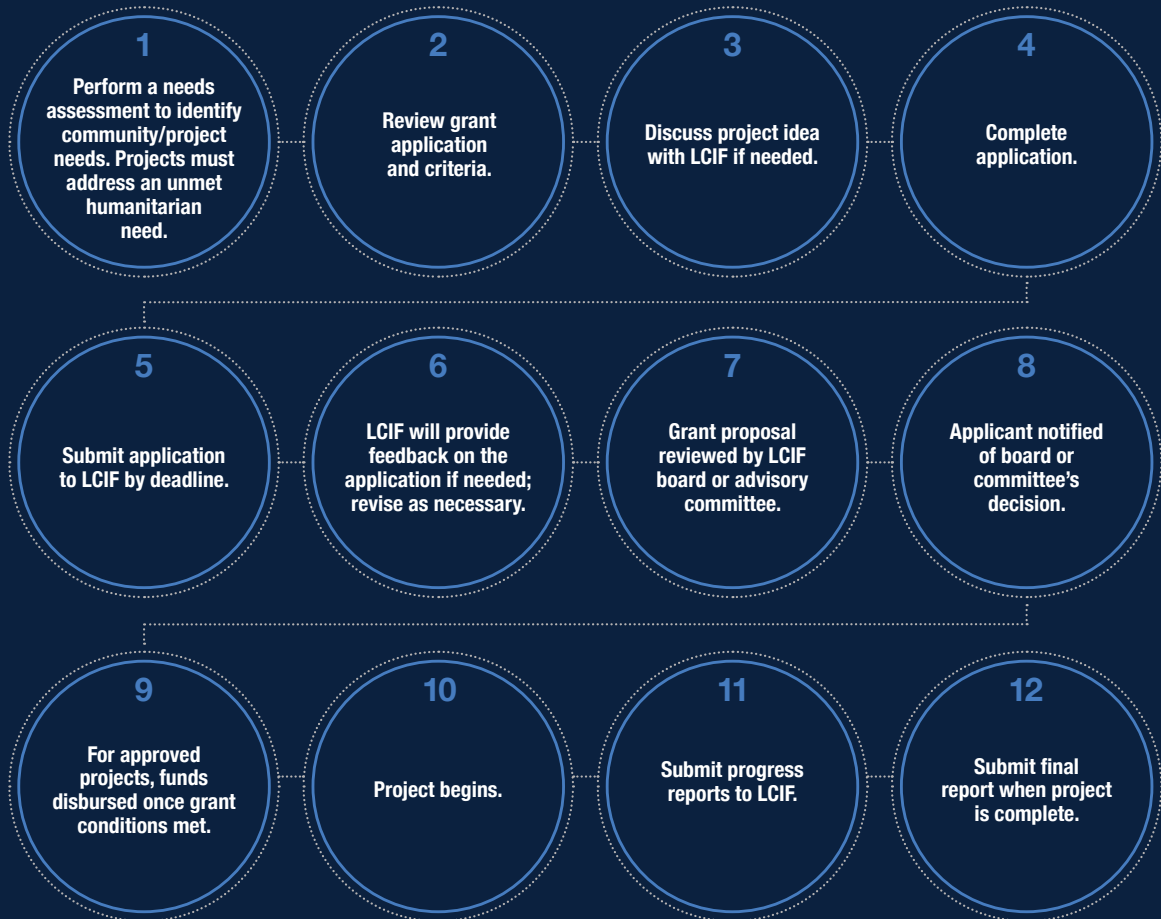 1
Perform a needs
assessment to identify
community/project
needs. Projects must
address an unmet
humanitarian
need.
2
Review grant
application
and criteria.
3
Discuss project idea
with LCIF if needed.
4
Complete
application.
5
Submit application
to LCIF by deadline.
6
LCIF will provide
feedback on the
application if needed;
revise as necessary.
7
Grant proposal
reviewed by LCIF
board or advisory
committee.
8
Applicant notified
of board or
committee’s
decision.
9
For approved
projects, funds
disbursed once grant
conditions met.
10
Project begins.
11
Submit progress
reports to LCIF.
12
Submit final
report when project
is complete.